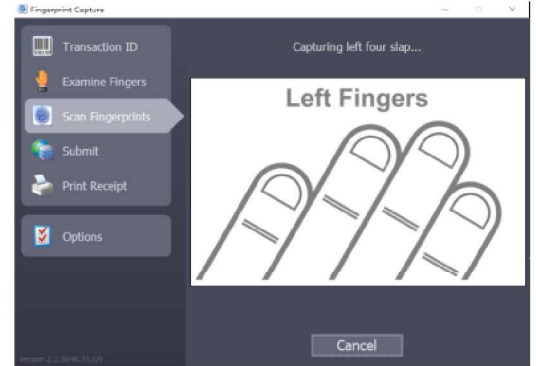 Fingerprint Capture
Transaction ID
Examine Fingers
Scan Fingerprints
Submit
Print Receipt
Options
Capturing left four slap...
Left Fingers
Cancel